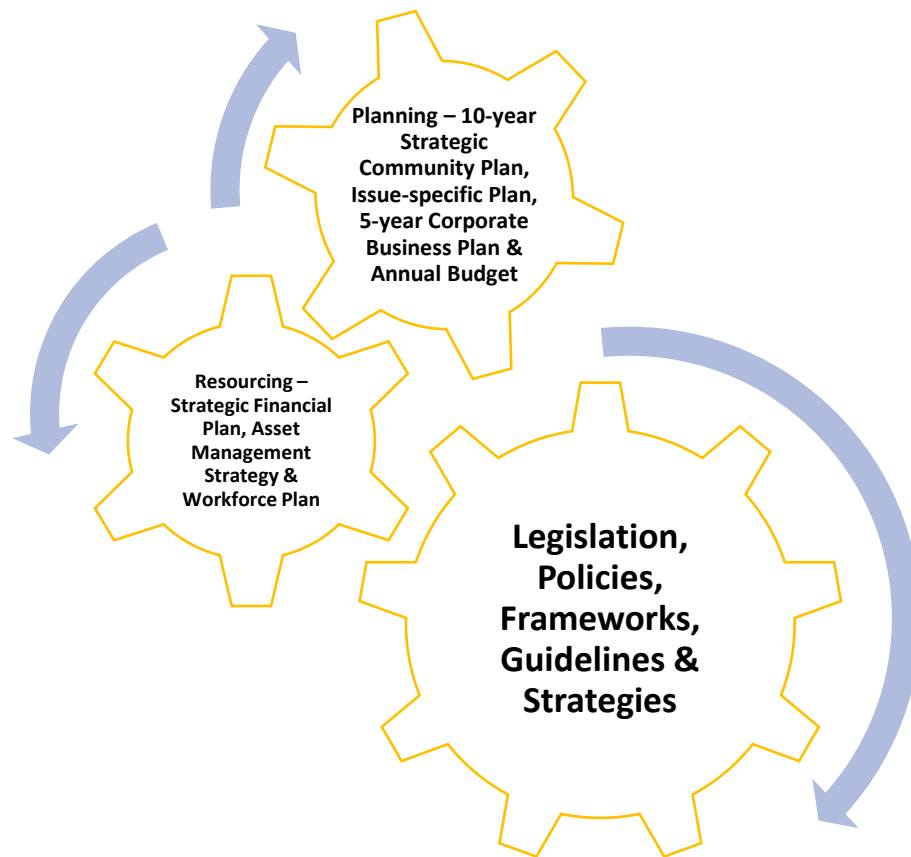 Planning – 10-year
Strategic
Community Plan,
Issue-specific Plan,
5-year Corporate
Business Plan &
Annual Budget
Resourcing –
Strategic Financial
Plan, Asset
Management
Strategy &
Workforce Plan
Legislation,
Policies,
Frameworks,
Guidelines &
Strategies